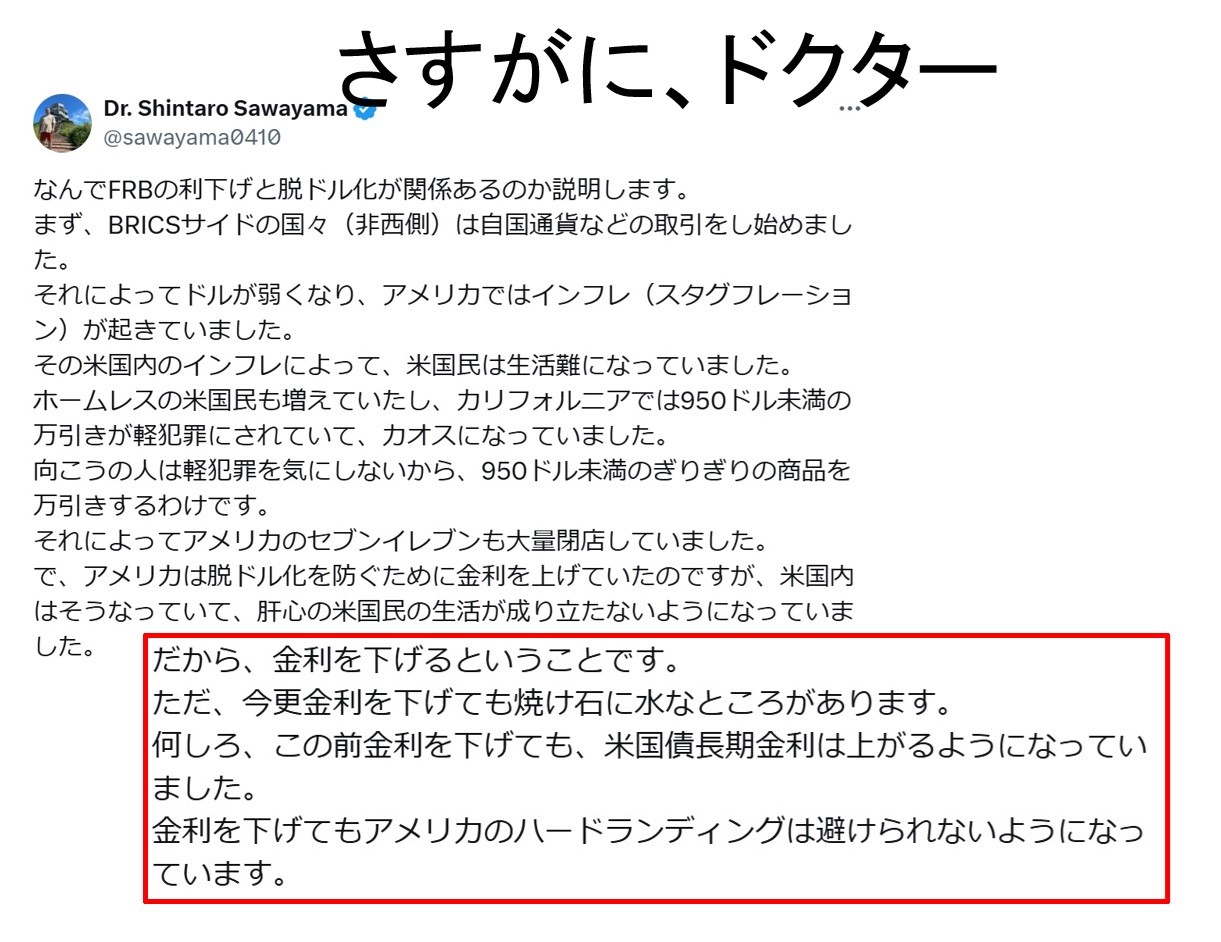 さすがに、ドクター
Dr. Shintaro Sawayama
@sawayama0410
…
なんでFRBの利下げと脱ドル化が関係あるのか説明します。
まず、BRICSサイドの国々（非西側）は自国通貨などの取引をし始めまし
た。
それによってドルが弱くなり、アメリカではインフレ（スタグフレーショ
ン）が起きていました。
その米国内のインフレによって、米国民は生活難になっていました。
ホームレスの米国民も増えていたし、カリフォルニアでは950ドル未満の
万引きが軽犯罪にされていて、カオスになっていました。
向こうの人は軽犯罪を気にしないから、950ドル未満のぎりぎりの商品を
万引きするわけです。
それによってアメリカのセブンイレブンも大量閉店していました。
で、アメリカは脱ドル化を防ぐために金利を上げていたのですが、米国内
はそうなっていて、肝心の米国民の生活が成り立たないようになっていま
した。
だから、金利を下げるということです。
ただ、今更金利を下げても焼け石に水なところがあります。
何しろ、この前金利を下げても、米国債長期金利は上がるようになってい
ました。
金利を下げてもアメリカのハードランディングは避けられないようになっ
ています。